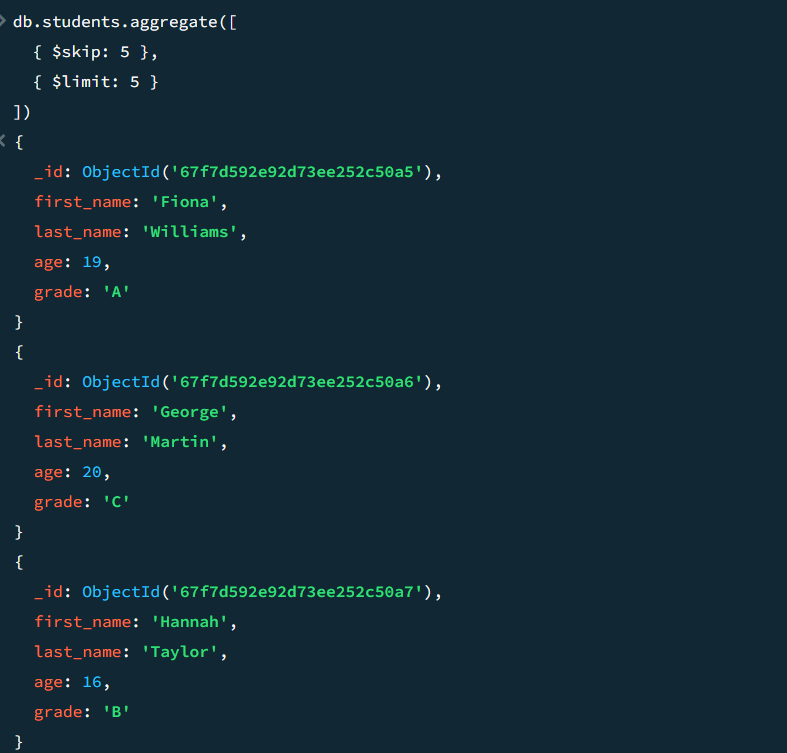 db.students.aggregate([
  { $skip: 5 },
  { $limit: 5 }
])
{
  _id: ObjectId('67f7d592e92d73ee252c50a5'),
  first_name: 'Fiona',
  last_name: 'Williams',
  age: 19,
  grade: 'A'
}
{
  _id: ObjectId('67f7d592e92d73ee252c50a6'),
  first_name: 'George',
  last_name: 'Martin',
  age: 20,
  grade: 'C'
}
{
  _id: ObjectId('67f7d592e92d73ee252c50a7'),
  first_name: 'Hannah',
  last_name: 'Taylor',
  age: 16,
  grade: 'B'
}